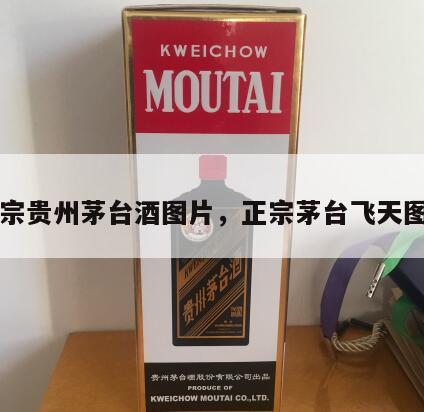 KWEICHOW
MOUTAI
宗贵州茅台酒图片，正宗茅台飞天图
KWEICHOW
贵州茅台酒
贵州茅台酒股份有限公司出品
PRODUCE OF
KWEICHOW MOUTAI CO.,LTD.